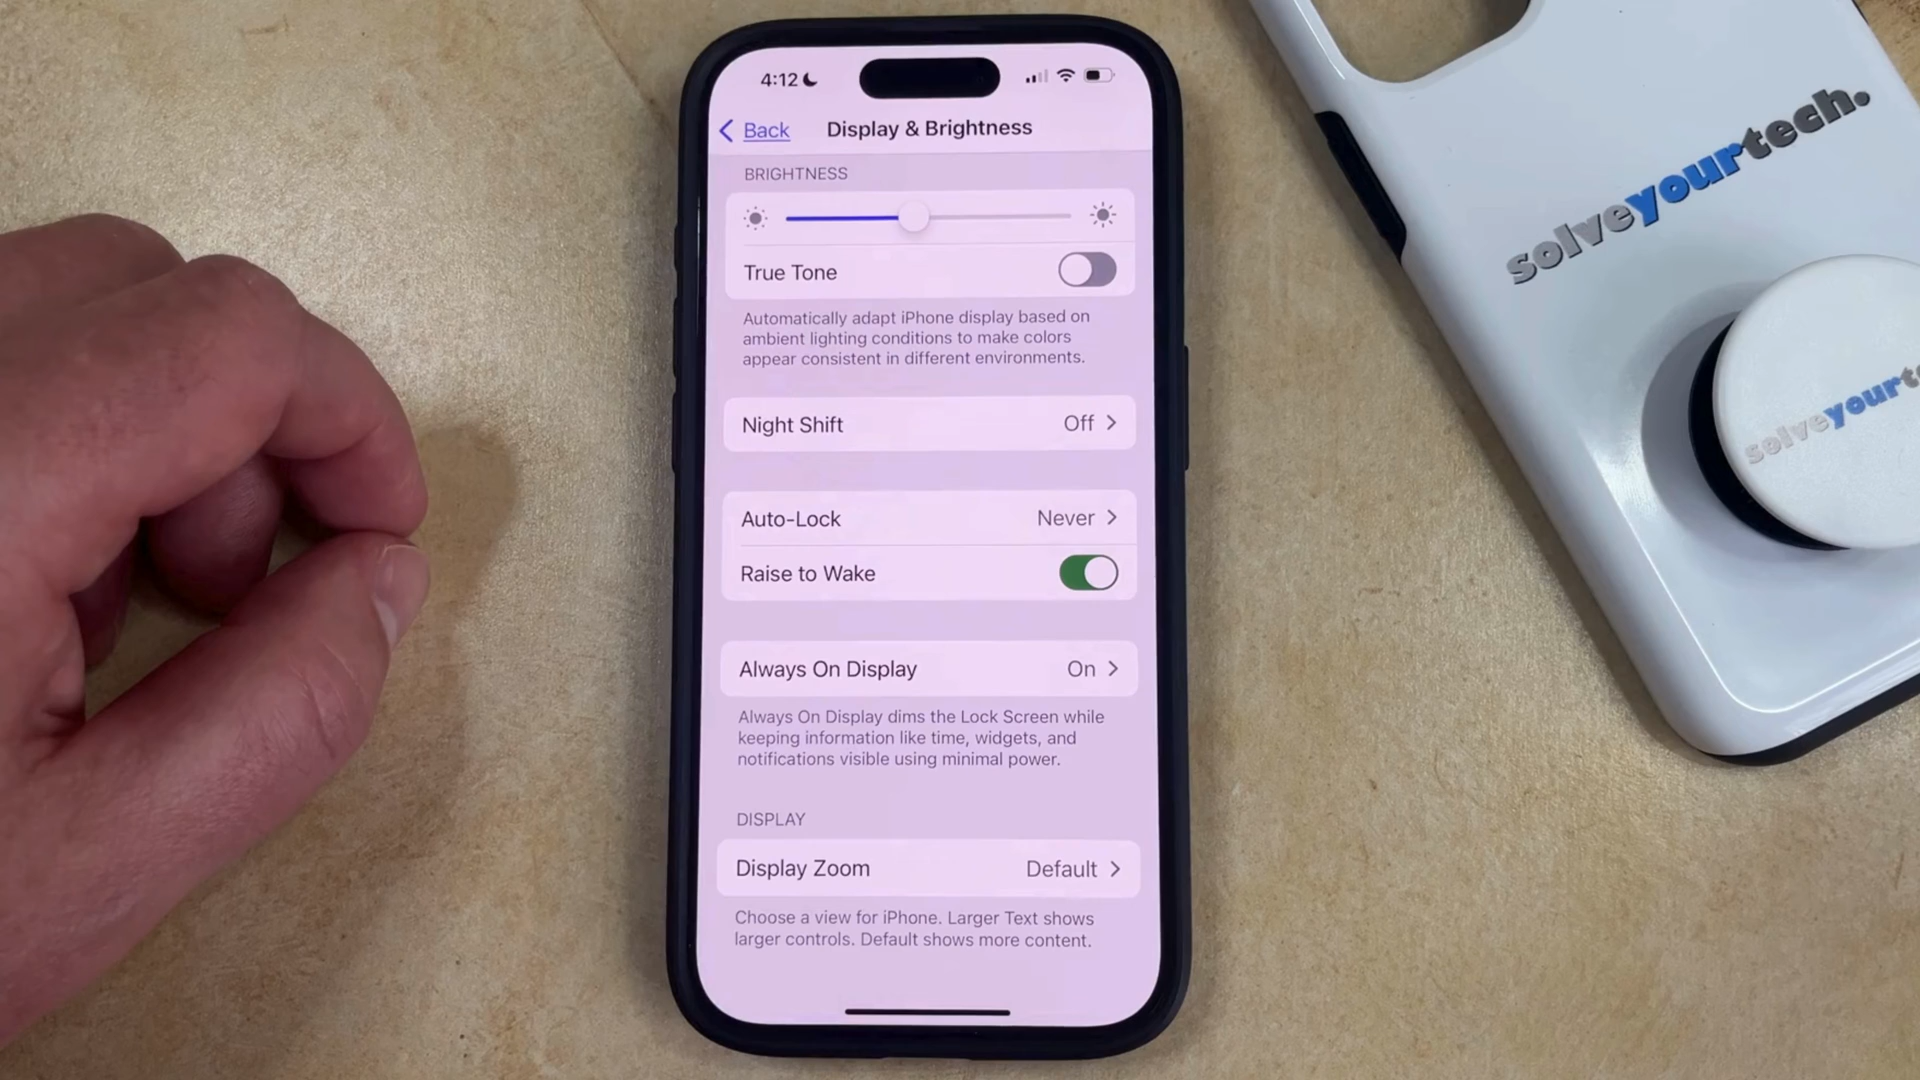 4:12
Back
Display & Brightness
BRIGHTNESS
True Tone
Automatically adapt iPhone display based on
ambient lighting conditions to make colors
appear consistent in different environments.
Night Shift
Off
Auto-Lock
Never
Raise to Wake
Always On Display
On
Always On Display dims the Lock Screen while
keeping information like time, widgets, and
notifications visible using minimal power.
DISPLAY
Display Zoom
Default
Choose a view for iPhone. Larger Text shows
larger controls. Default shows more content.
solveyourtech.
solveyourte